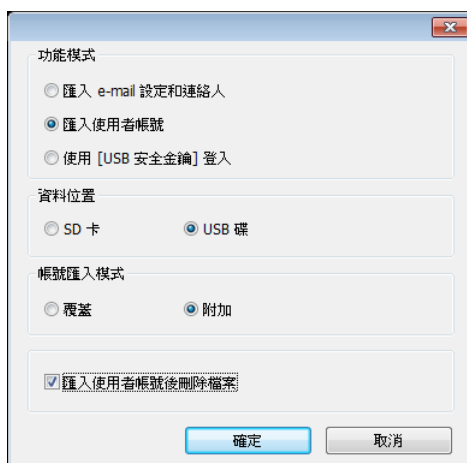 功能模式
匯入 e-mail 設定和連絡人
匯入使用者帳號
使用 [USB 安全金鑰] 登入
資料位置
SD 卡
USB 碟
帳號匯入模式
覆蓋
附加
匯入使用者帳號後刪除檔案
確定
取消